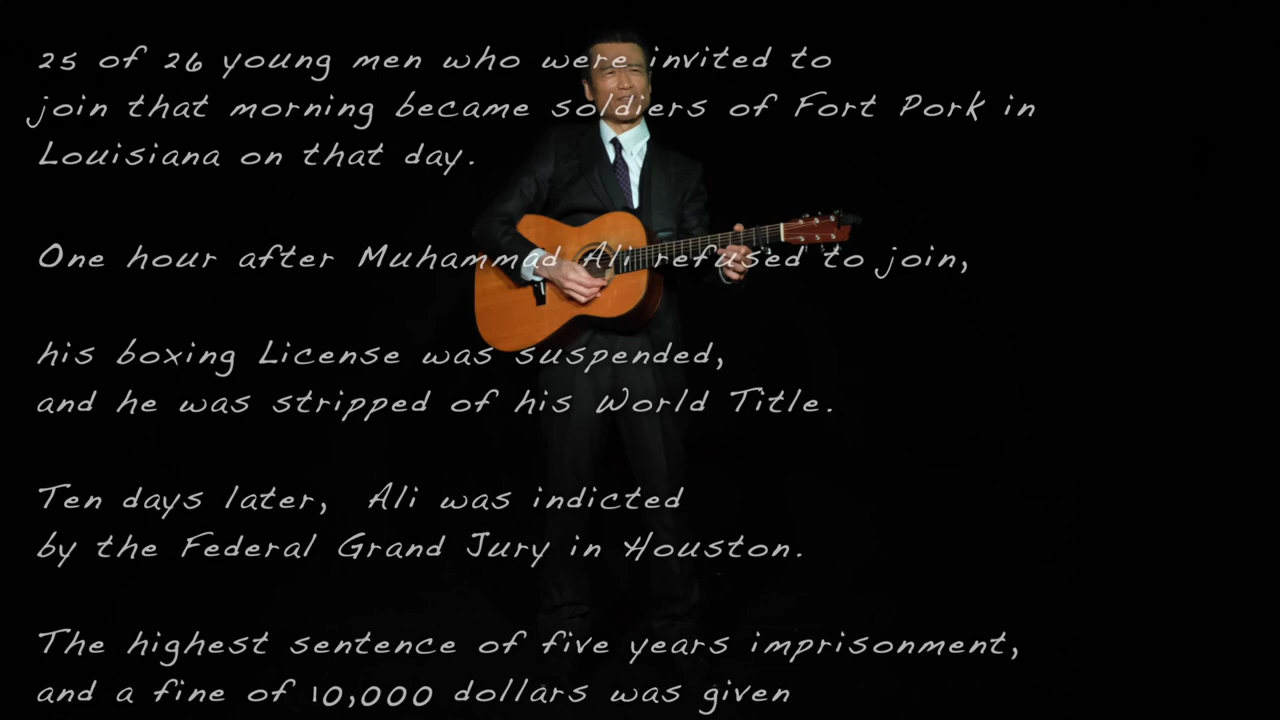 25 of 26 young men who were invited to
join that morning became soldiers of Fort Pork in
Louisiana on that day.
One hour after Muhammad Ali refused to join,
his boxing License was suspended,
and he was stripped of his World Title.
Ten days later, Ali was indicted
by the Federal Grand Jury in Houston.
The highest sentence of five years imprisonment,
and a fine of 10,000 dollars was given